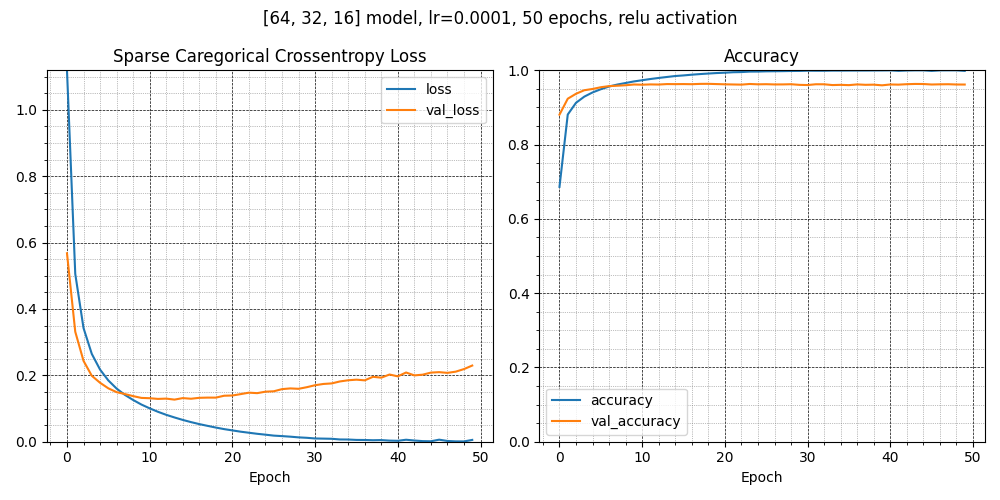 [64, 32, 16] model, lr=0.0001, 50 epochs, relu activation
Sparse Caregorical Crossentropy Loss
loss
val_loss
1.0
0.8
0.6
0.4
0.2
0.0
0
10
20
30
40
50
Epoch
Accuracy
1.0
0.8
0.6
0.4
0.2
0.0
accuracy
val_accuracy
0
10
20
30
40
50
Epoch